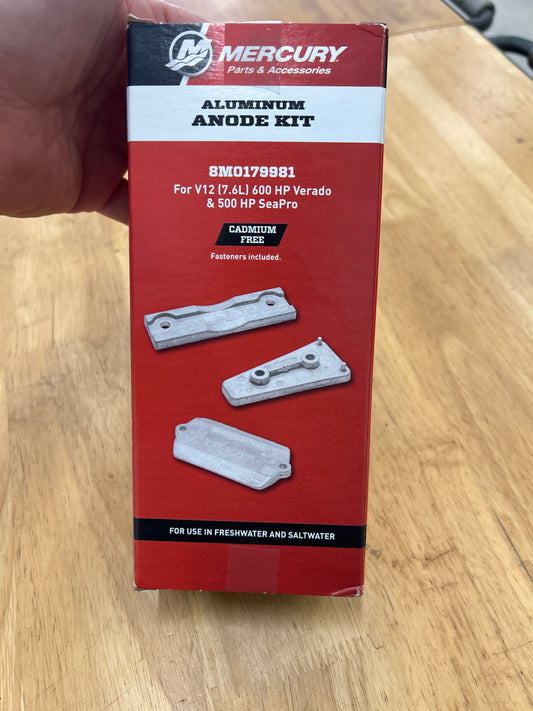 MERCURY
Parts & Accessories
ALUMINUM
ANODE KIT
8M0179981
For V12 (7.6L) 600 HP Verado
& 500 HP SeaPro
CADMIUM
FREE
Fasteners included.
FOR USE IN FRESHWATER AND SALTWATER